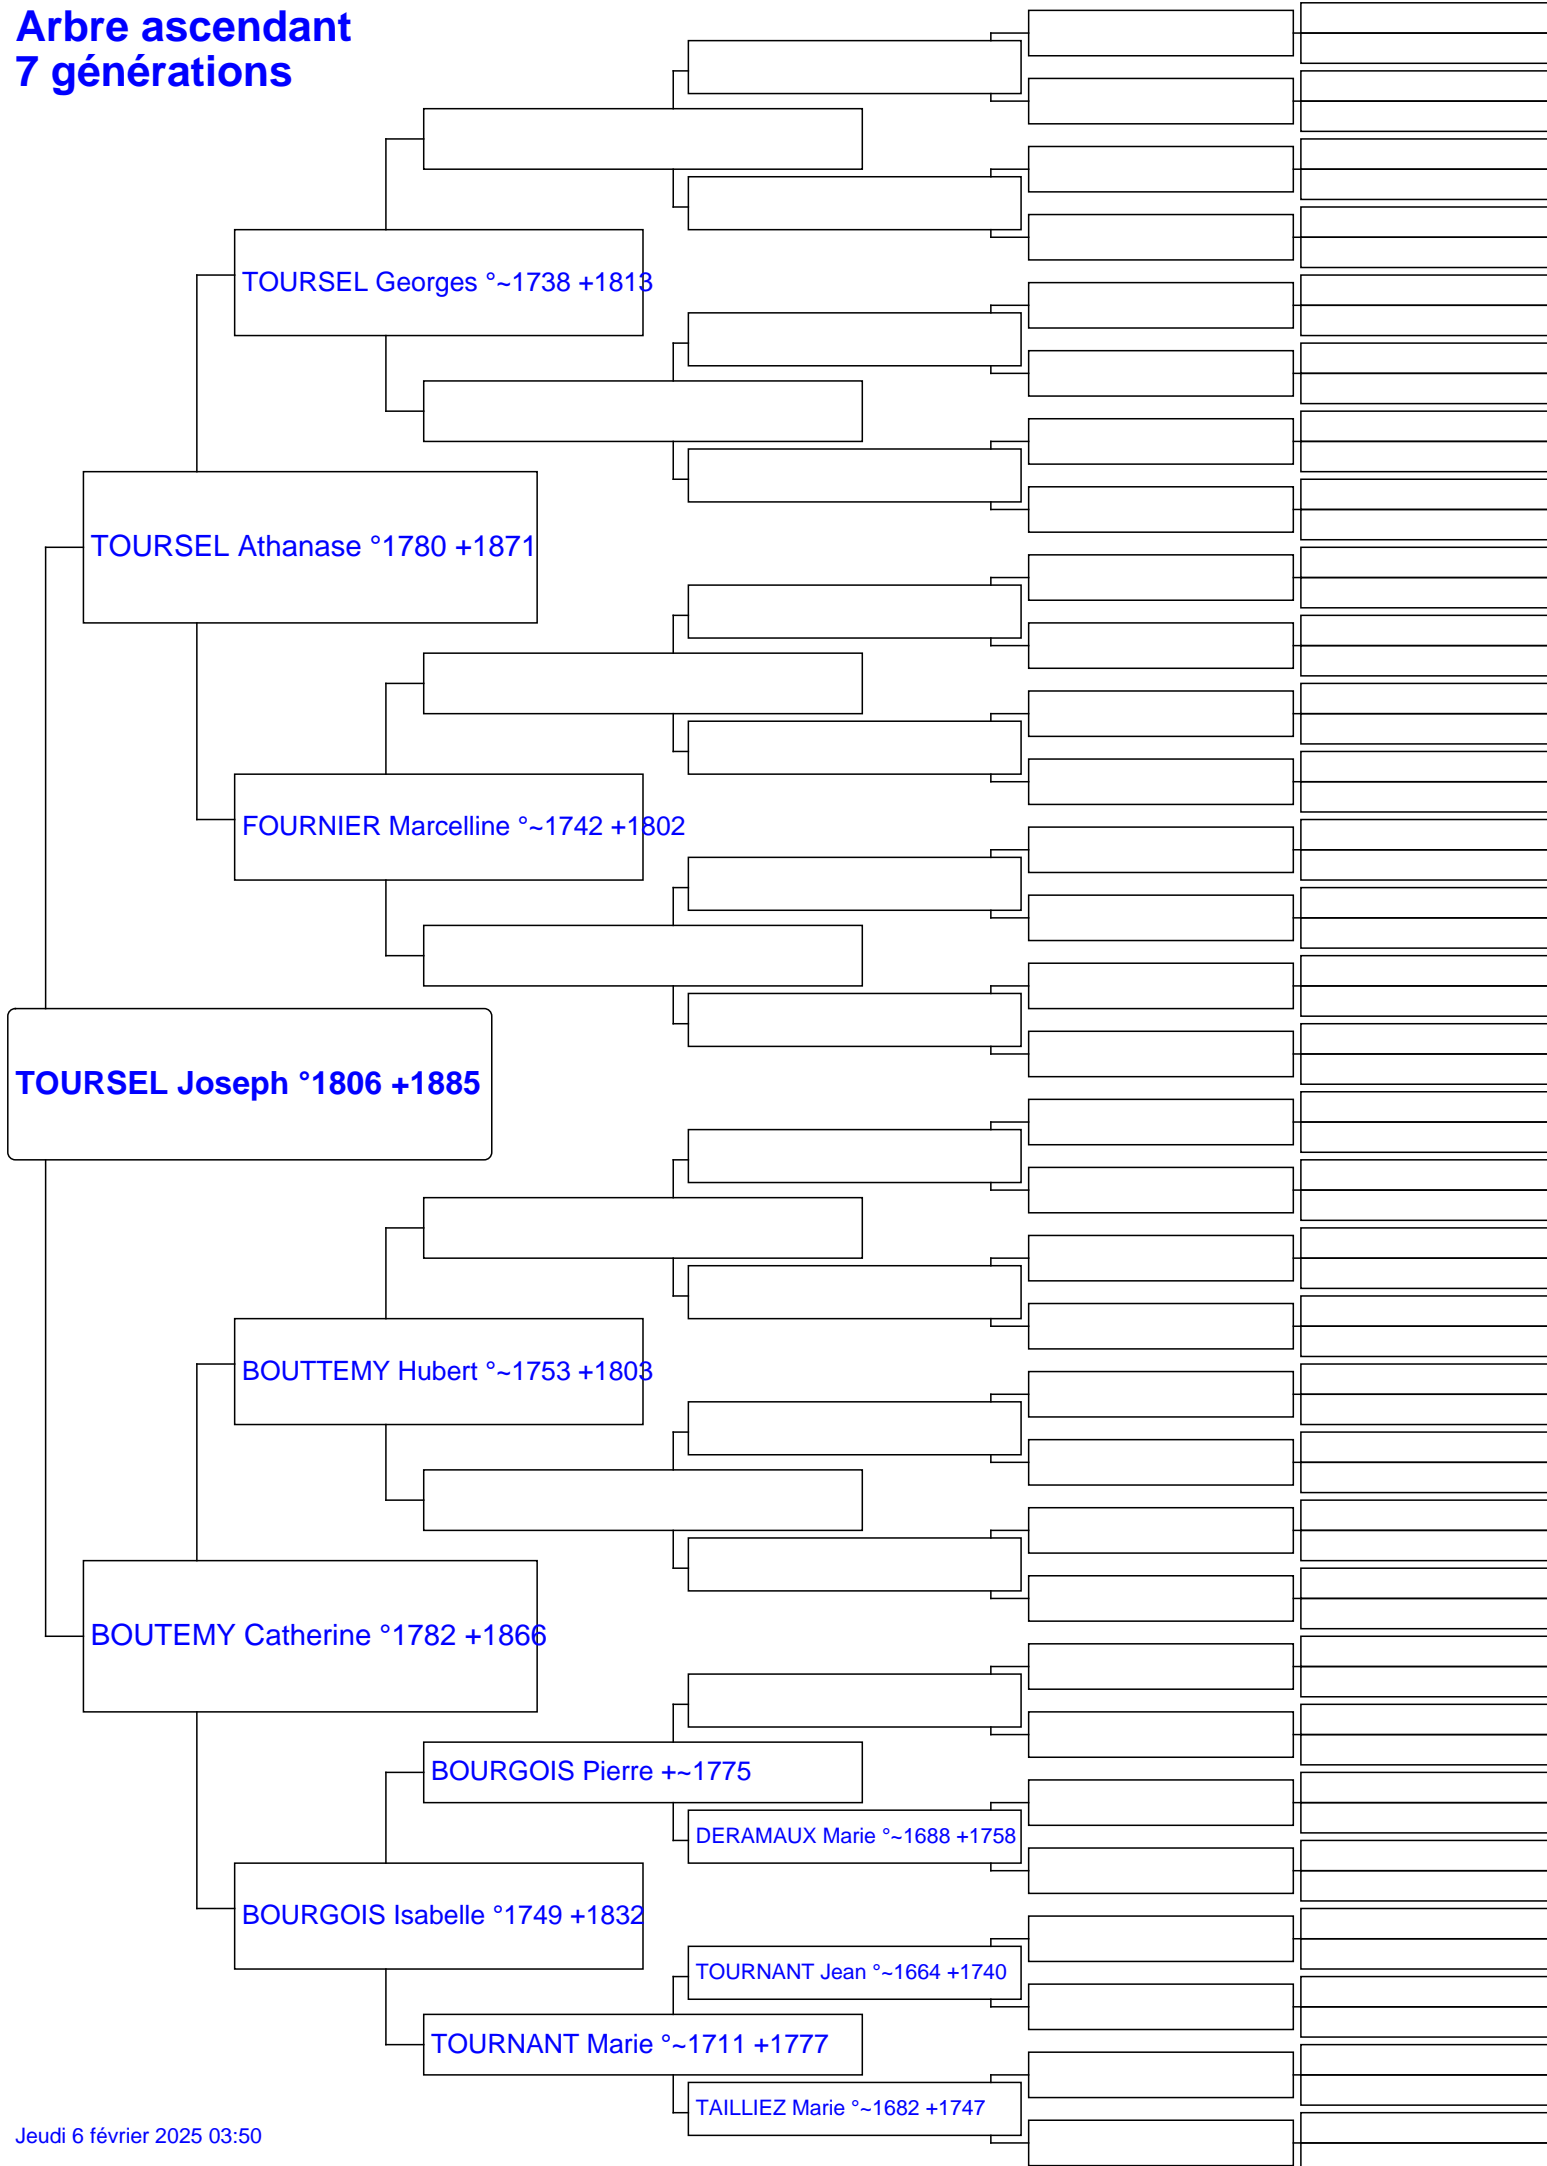 Arbre ascendant
7 générations
TOURSEL Georges °~1738 +1813
TOURSEL Athanase °1780 +1871
FOURNIER Marcelline °~1742 +1802
TOURSEL Joseph °1806 +1885
BOUTTEMY Hubert °~1753 +1803
BOUTEMY Catherine °1782 +1866
BOURGOIS Pierre +~1775
DERAMAUX Marie °~1688 +1758
BOURGOIS Isabelle °1749 +1832
TOURNANT Jean °~1664 +1740
TOURNANT Marie °~1711 +1777
TAILLIEZ Marie °~1682 +1747
Jeudi 6 février 2025 03:50